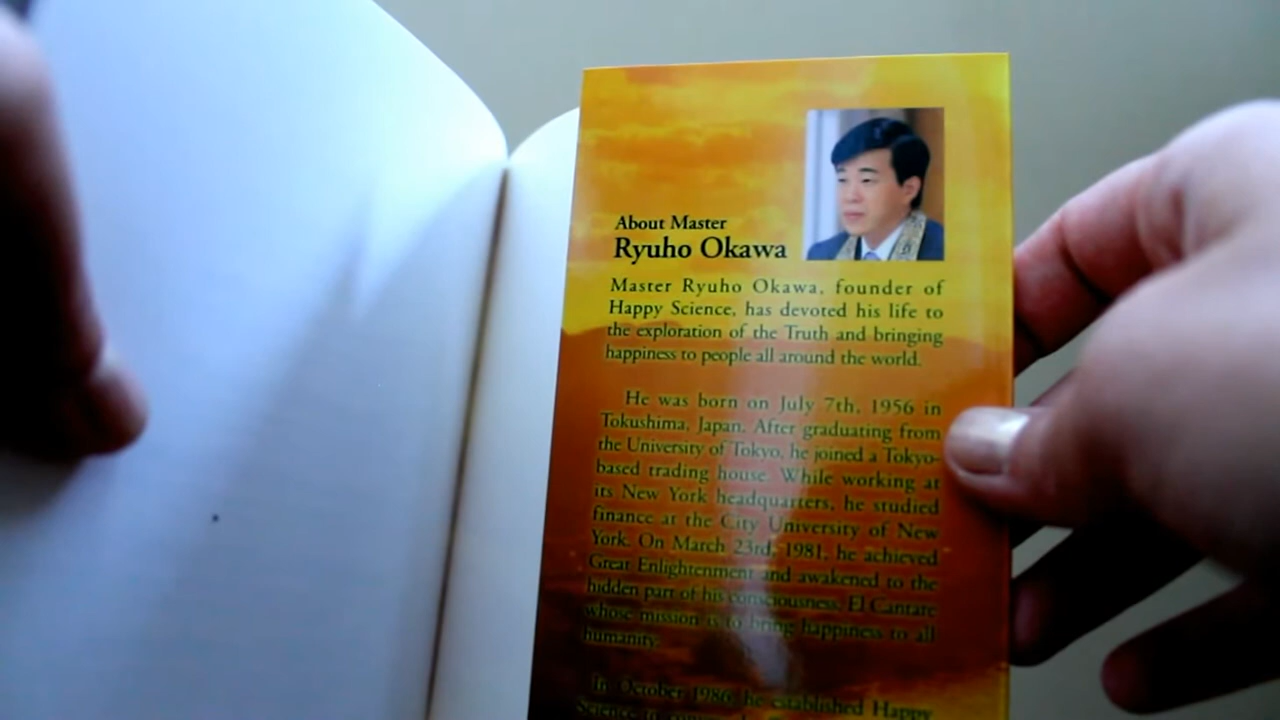 About Master
Ryuho Okawa
Master Ryuho Okawa, founder of
Happy Science, has devoted his life to
the exploration of the Truth and bringing
happiness to people all around the world.
He was born on July 7th, 1956 in
Tokushima, Japan. After graduating from
the University of Tokyo, he joined a Tokyo-
based trading house. While working at
its New York headquarters, he studied
finance at the City University of New
York. On March 23rd, 1981, he achieved
Great Enlightenment and awakened to the
hidden part of his consciousness, El Cantare
whose mission is to bring happiness to all
humanity.
In October 1986, he established Happy
Science to